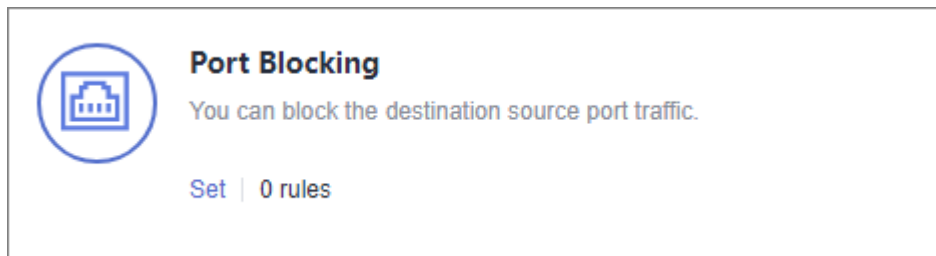 Port Blocking
You can block the destination source port traffic.
Set | 0 rules